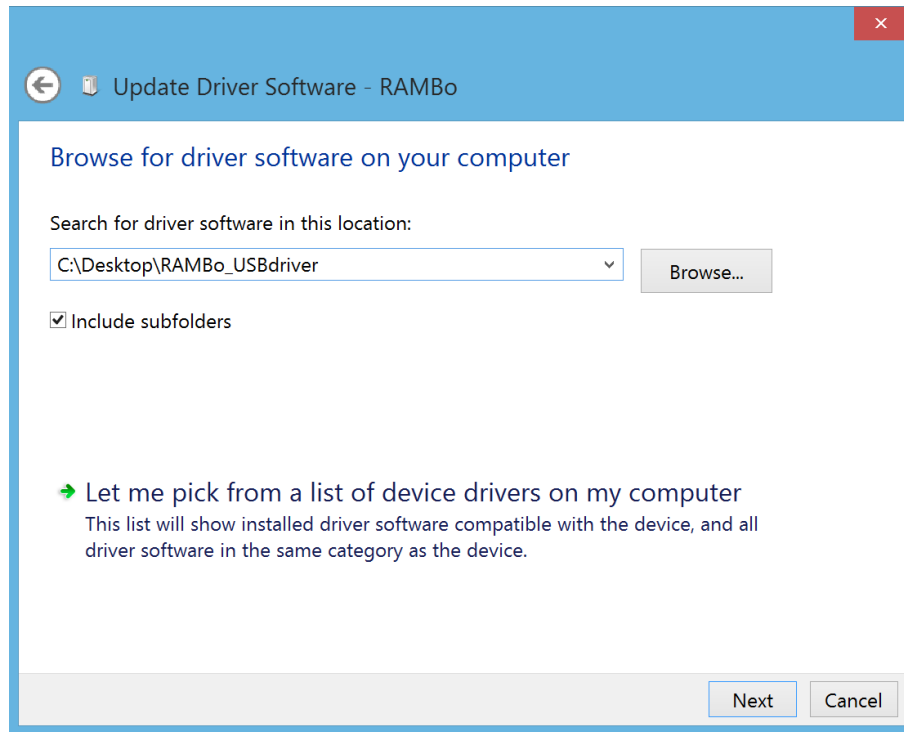 Update Driver Software - RAMBo
Browse for driver software on your computer
Search for driver software in this location:
C:\Desktop\RAMBo_USBdriver
Browse...
Include subfolders
Let me pick from a list of device drivers on my computer
This list will show installed driver software compatible with the device, and all
driver software in the same category as the device.
Next
Cancel